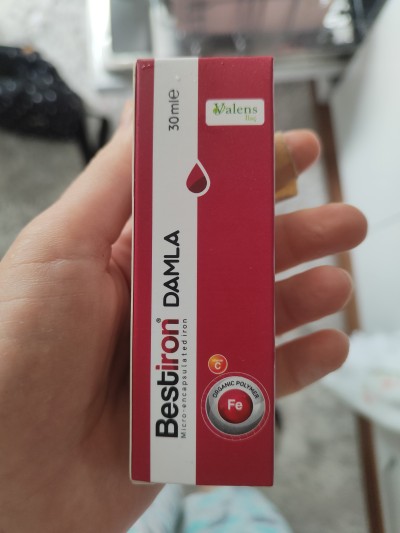 Valens
İlaç
30 ml e
Bestiron® DAMLA
Micro-encapsulated iron
C
ORGANIC POLYMER
Fe